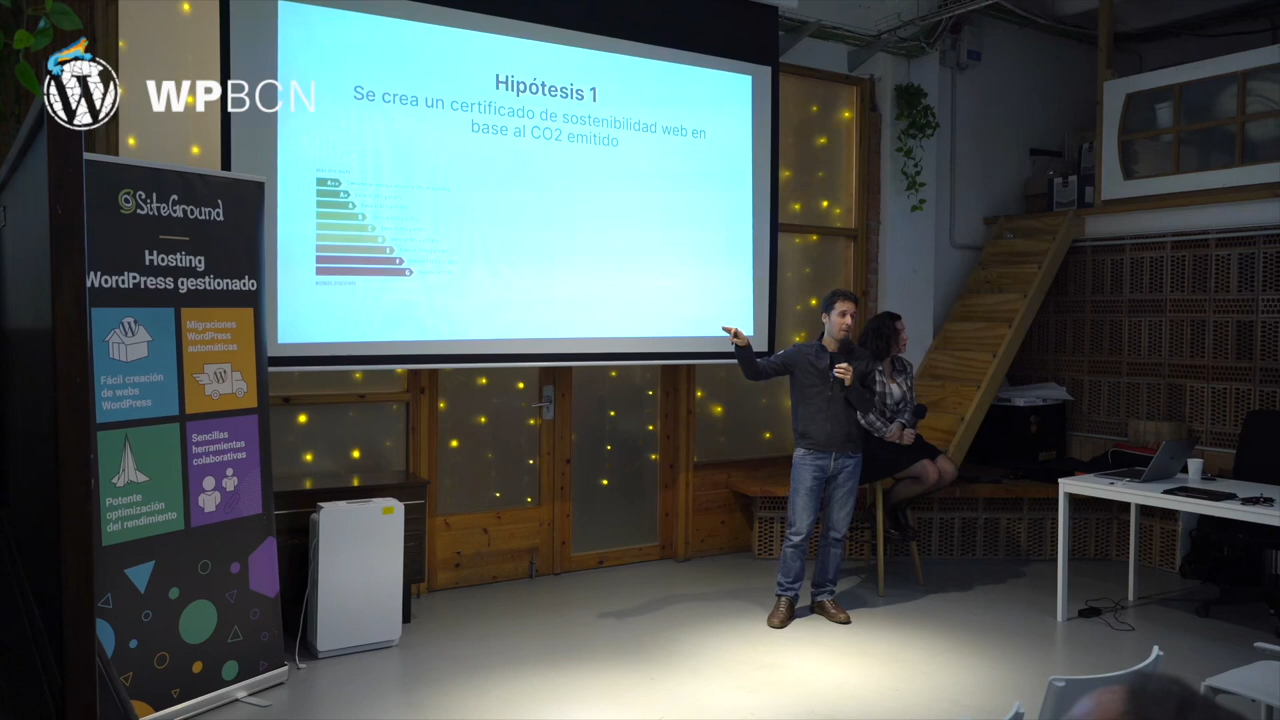 WPBCN
Hipótesis 1
Se crea un certificado de sostenibilidad web en
base al CO2 emitido
A++
A+
A
B
C
D
E
F
G
SiteGround
Hosting
WordPress gestionado
Fácil creación
de webs
WordPress
Migraciones
WordPress
automáticas
Potente
optimización
del rendimiento
Sencillas
herramientas
colaborativas